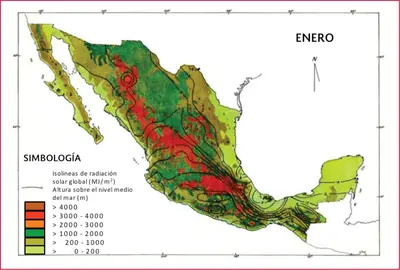 ENERO
N
SIMBOLOGÍA
Isolíneas de radiación
solar global (MJ/m²)
Altura sobre el nivel medio
del mar (m)
> 4000
> 3000 - 4000
> 2000 - 3000
> 1000 - 2000
> 200 - 1000
> 0 - 200